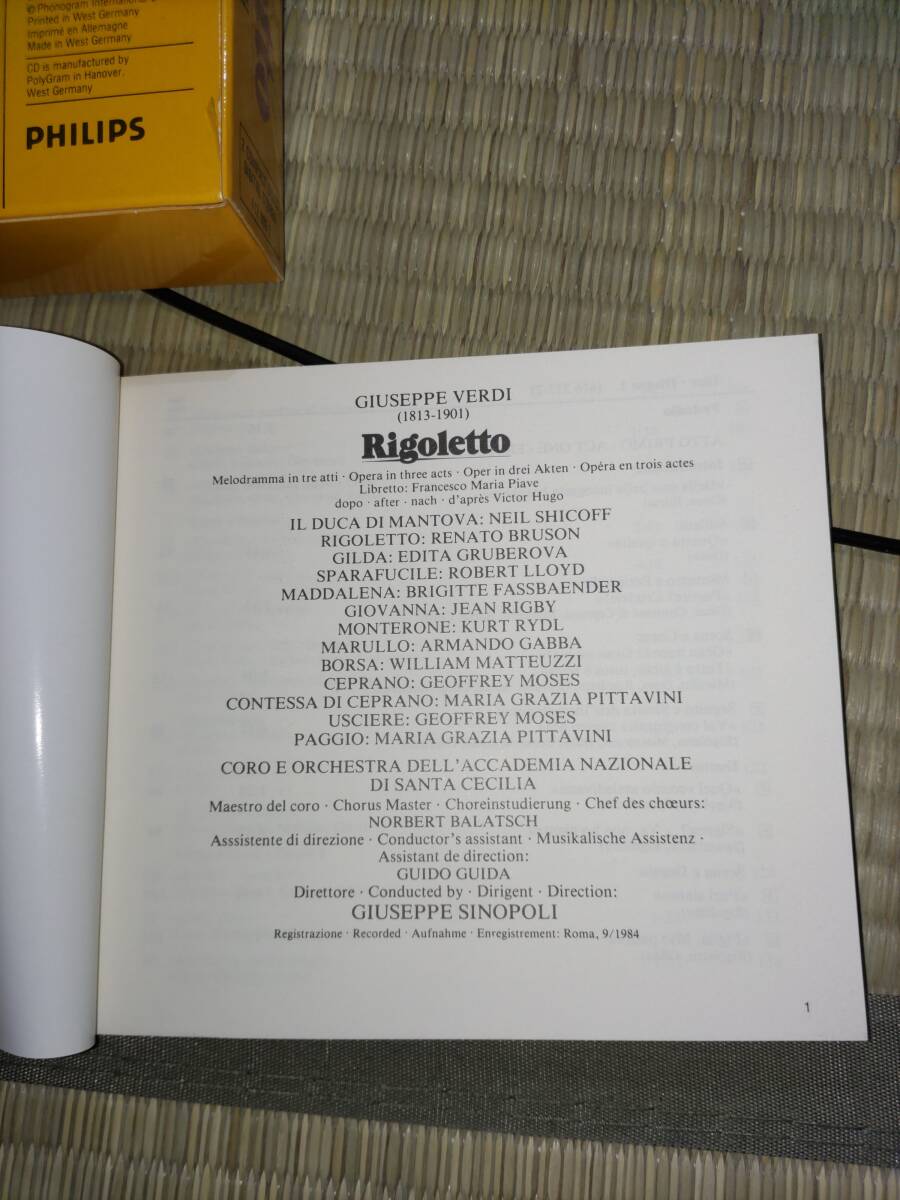 ℗ Phonogram International
Printed in West Germany
Imprimé en Allemagne
Made in West Germany
CD is manufactured by
PolyGram in Hanover,
West Germany
PHILIPS
GIUSEPPE VERDI
(1813-1901)
Rigoletto
Melodramma in tre atti · Opera in three acts · Oper in drei Akten · Opéra en trois actes
Libretto: Francesco Maria Piave
dopo · after · nach · d'après Victor Hugo
IL DUCA DI MANTOVA: NEIL SHICOFF
RIGOLETTO: RENATO BRUSON
GILDA: EDITA GRUBEROVA
SPARAFUCILE: ROBERT LLOYD
MADDALENA: BRIGITTE FASSBAENDER
GIOVANNA: JEAN RIGBY
MONTERONE: KURT RYDL
MARULLO: ARMANDO GABBA
BORSA: WILLIAM MATTEUZZI
CEPRANO: GEOFFREY MOSES
CONTESSA DI CEPRANO: MARIA GRAZIA PITTAVINI
USCIERE: GEOFFREY MOSES
PAGGIO: MARIA GRAZIA PITTAVINI
CORO E ORCHESTRA DELL'ACCADEMIA NAZIONALE
DI SANTA CECILIA
Maestro del coro · Chorus Master · Choreinstudierung · Chef des chœurs:
NORBERT BALATSCH
Asssistente di direzione · Conductor's assistant · Musikalische Assistenz ·
Assistant de direction:
GUIDO GUIDA
Direttore · Conducted by · Dirigent · Direction:
GIUSEPPE SINOPOLI
Registrazione · Recorded · Aufnahme · Enregistrement: Roma, 9/1984
1